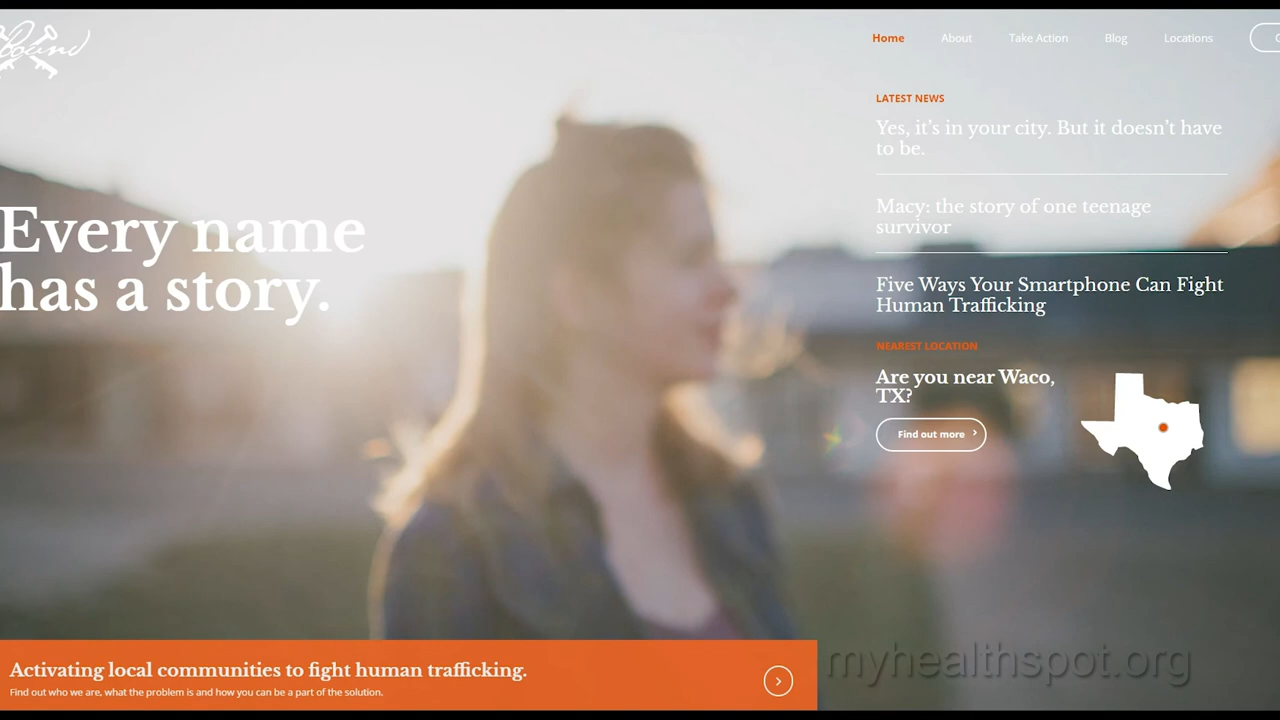 Home About Take Action Blog Locations
LATEST NEWS
Yes, it's in your city. But it doesn't have
to be.
Macy: the story of one teenage
survivor
Five Ways Your Smartphone Can Fight
Human Trafficking
NEAREST LOCATION
Are you near Waco,
TX?
Find out more
Every name
has a story.
Activating local communities to fight human trafficking.
Find out who we are, what the problem is and how you can be a part of the solution.
myhealthspot.org